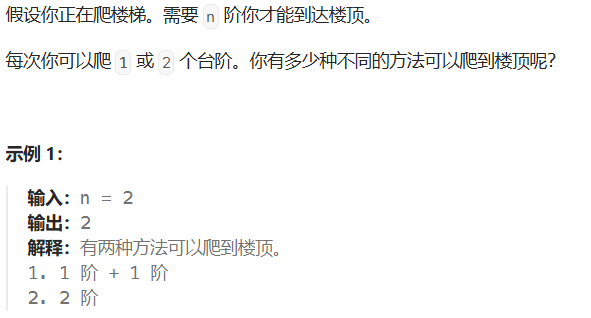 假设你正在爬楼梯。需要 n 阶你才能到达楼顶。
每次你可以爬 1 或 2 个台阶。你有多少种不同的方法可以爬到楼顶呢?
示例 1:
输入: n = 2
输出: 2
解释: 有两种方法可以爬到楼顶。
1. 1 阶 + 1 阶
2. 2 阶